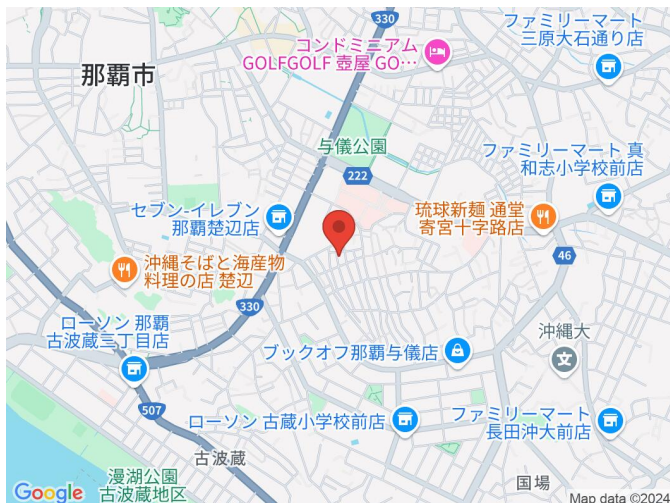 330
ファミリーマート
三原大石通り店
コンドミニアム
GOLFGOLF 壺屋 GO…
那覇市
与儀公園
222
ファミリーマート 真
和志小学校前店
セブン-イレブン
那覇楚辺店
琉球新麺 通堂
寄宮十字路店
沖縄そばと海産物
料理の店 楚辺
46
330
ローソン 那覇
古波蔵三丁目店
ブックオフ那覇与儀店
沖縄大
文
507
ローソン 古蔵小学校前店
ファミリーマート
長田沖大前店
古波蔵
漫湖公園
古波蔵地区
国場
Google
Map data ©2024